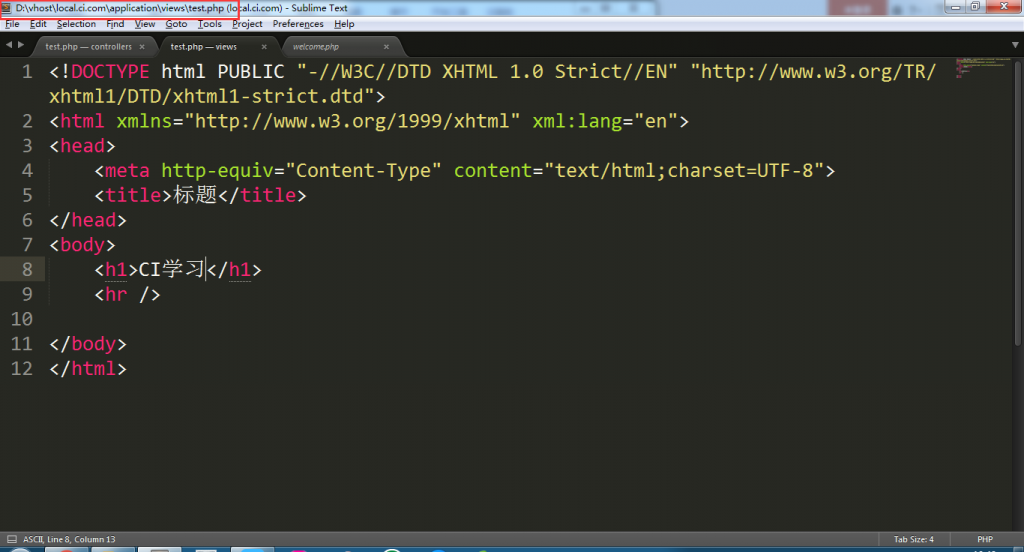 D:\vhost\local.ci.com\application\views\test.php (local.ci.com) - Sublime Text
File Edit Selection Find View Goto Tools Project Preferences Help
test.php — controllers × test.php — views × welcome.php ×
1 <!DOCTYPE html PUBLIC "-//W3C//DTD XHTML 1.0 Strict//EN" "http://www.w3.org/TR/
xhtml1/DTD/xhtml1-strict.dtd">
2 <html xmlns="http://www.w3.org/1999/xhtml" xml:lang="en">
3 <head>
4 <meta http-equiv="Content-Type" content="text/html;charset=UTF-8">
5 <title>标题</title>
6 </head>
7 <body>
8 <h1>CI学习</h1>
9 <hr />
10
11 </body>
12 </html>
ASCII, Line 8, Column 13 Tab Size: 4 PHP